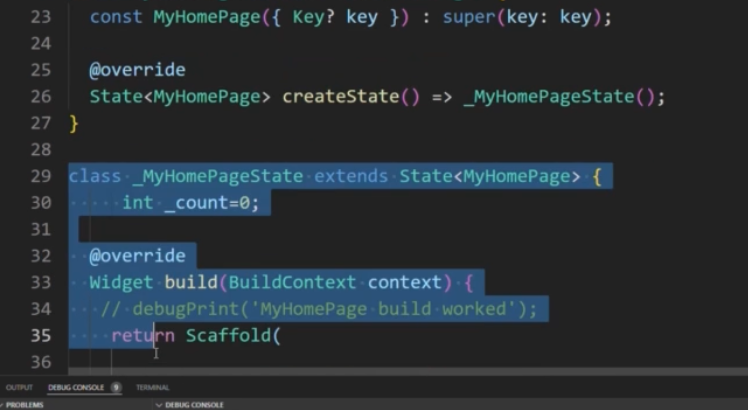 23 const MyHomePage({ Key? key }) : super(key: key);
24
25 @override
26 State<MyHomePage> createState() => _MyHomePageState();
27 }
28
29 class _MyHomePageState extends State<MyHomePage> {
30 int _count=0;
31
32 @override
33 Widget build(BuildContext context) {
34 // debugPrint('MyHomePage build worked');
35 return Scaffold(
36
OUTPUT DEBUG CONSOLE 9 TERMINAL
PROBLEMS DEBUG CONSOLE